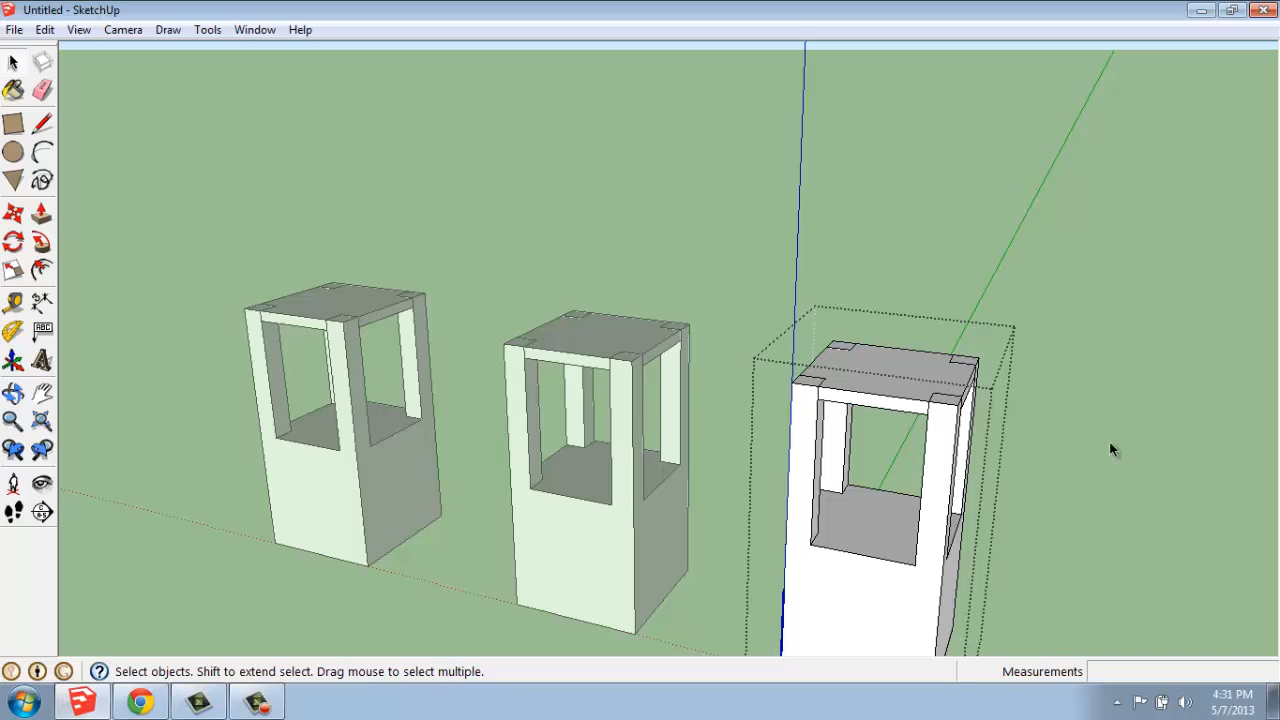 Untitled - SketchUp
File Edit View Camera Draw Tools Window Help
ABC
Select objects. Shift to extend select. Drag mouse to select multiple.
Measurements
4:31 PM
5/7/2013